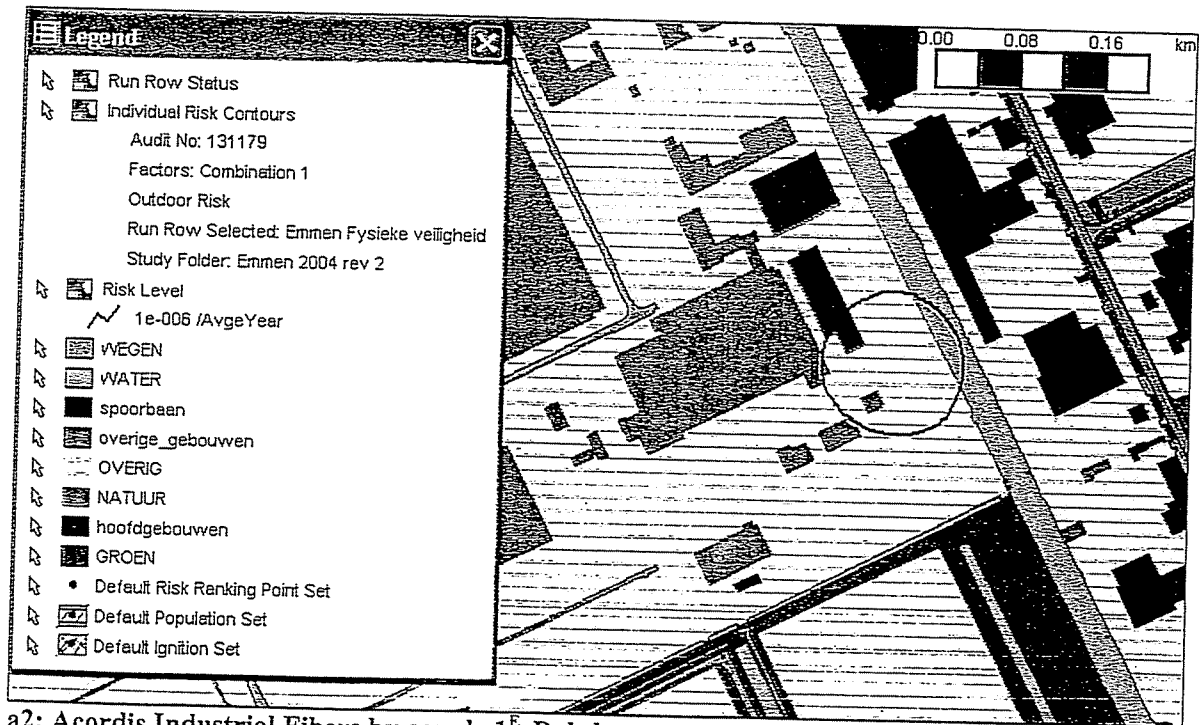 Legend
Run Row Status
Individual Risk Contours
Audit No: 131179
Factors: Combination 1
Outdoor Risk
Run Row Selected: Emmen Fysieke veiligheid
Study Folder: Emmen 2004 rev 2
Risk Level
1e-006 /AvgeYear
WEGEN
WATER
spoorbaan
overige_gebouwen
OVERIG
NATUUR
hoofdgebouwen
GROEN
Default Risk Ranking Point Set
Default Population Set
Default Ignition Set
0.00 0.08 0.16 km
a2: Acordis Industrial Fibers